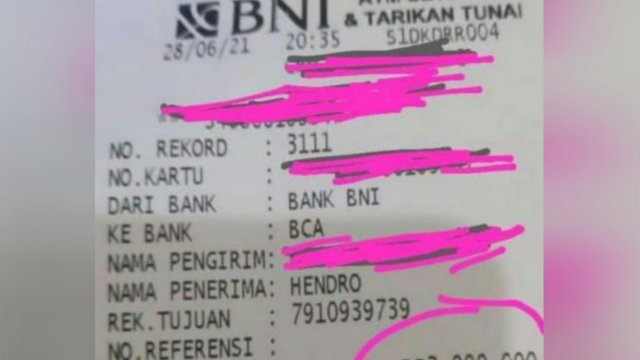 BNI
& TARIKAN TUNAI
28/06/21 20:35 S1DKDRR004
NO. REKORD : 3111
NO.KARTU :
DARI BANK : BANK BNI
KE BANK : BCA
NAMA PENGIRIM:
NAMA PENERIMA: HENDRO
REK.TUJUAN : 7910939739
NO.REFERENSI :